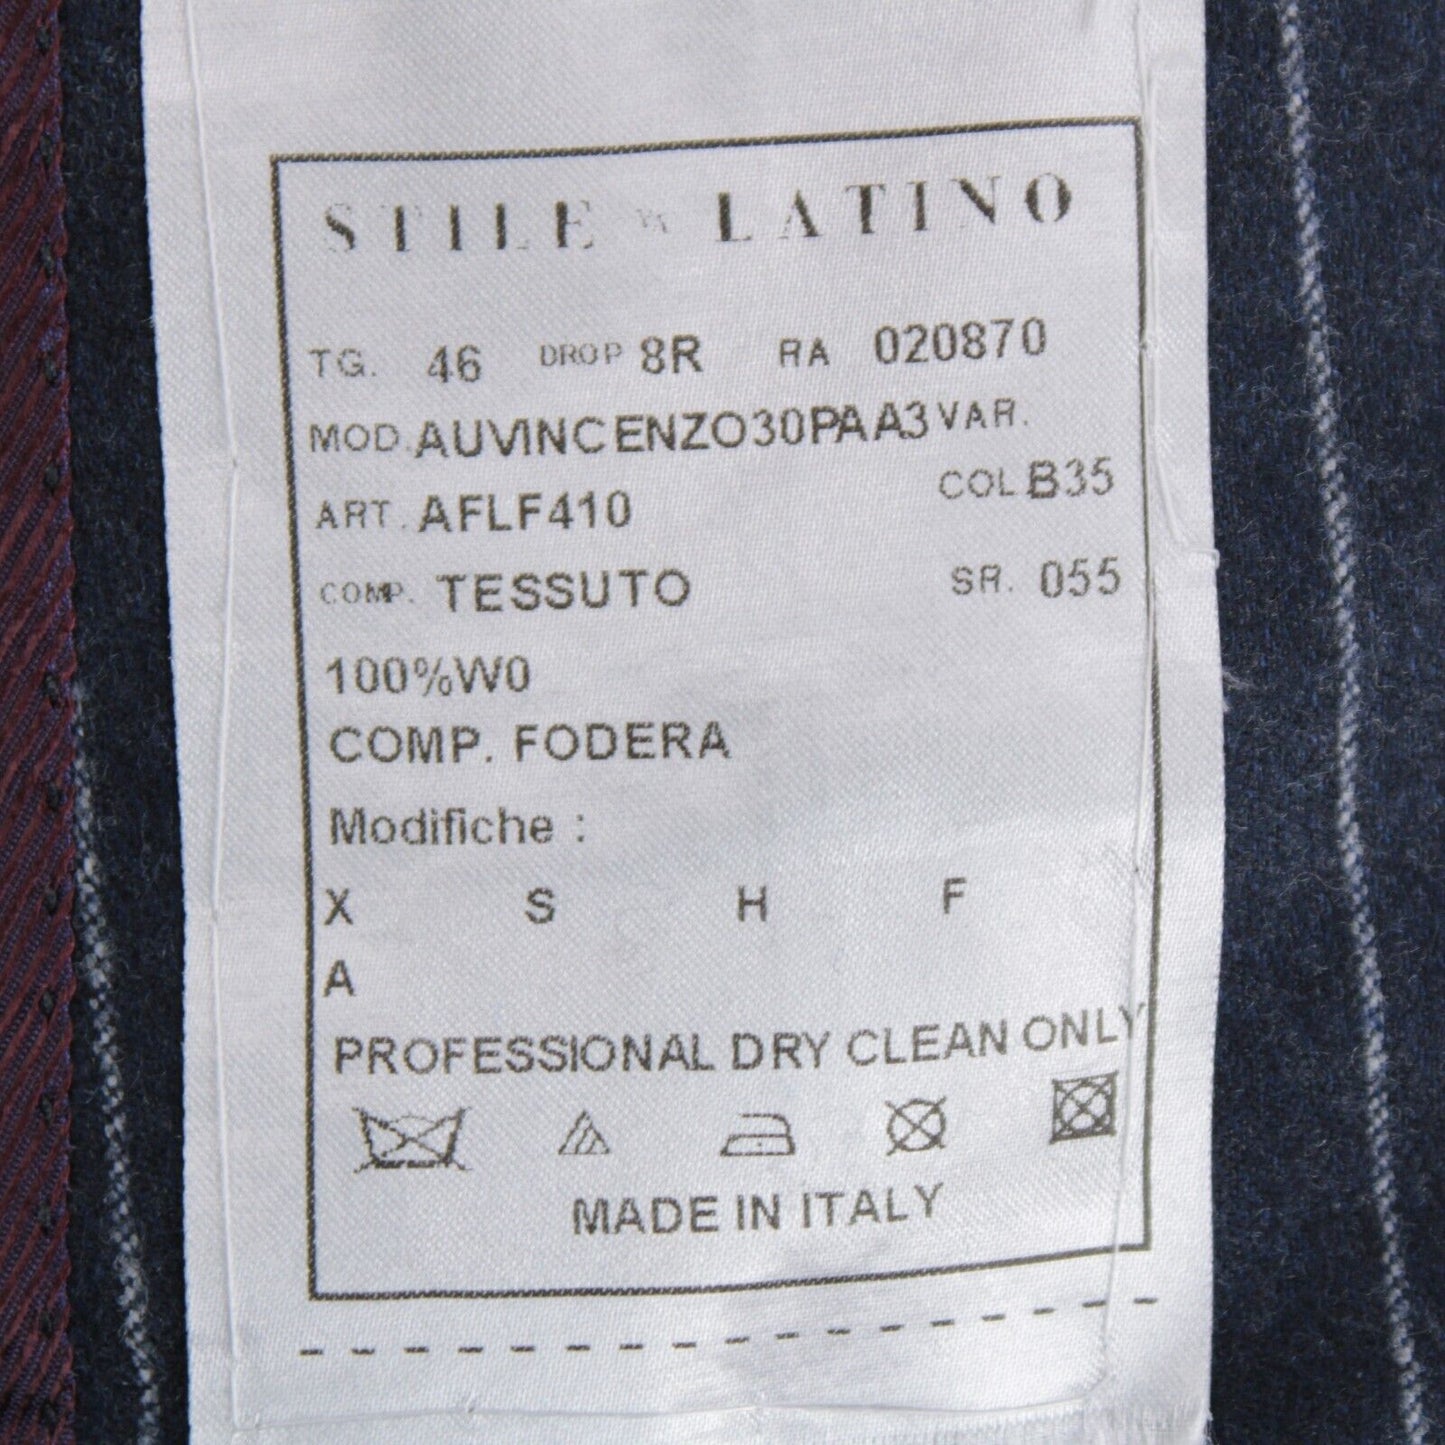 STILE LATINO
TG. 46 DROP 8R RA 020870
MOD. AUVINCENZO30PAA3 VAR.
ART. AFLF410 COL B35
COMP. TESSUTO SR. 055
100%W0
COMP. FODERA
Modifiche :
X S H F
A
PROFESSIONAL DRY CLEAN ONLY
MADE IN ITALY